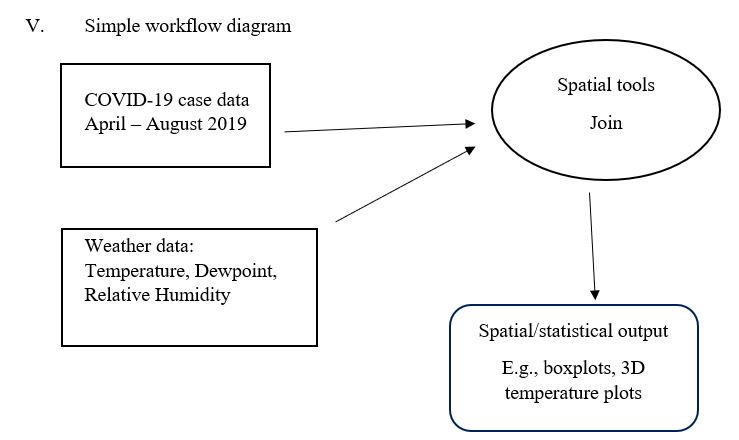 V. Simple workflow diagram
COVID-19 case data
April – August 2019
Spatial tools
Join
Weather data:
Temperature, Dewpoint,
Relative Humidity
Spatial/statistical output
E.g., boxplots, 3D
temperature plots